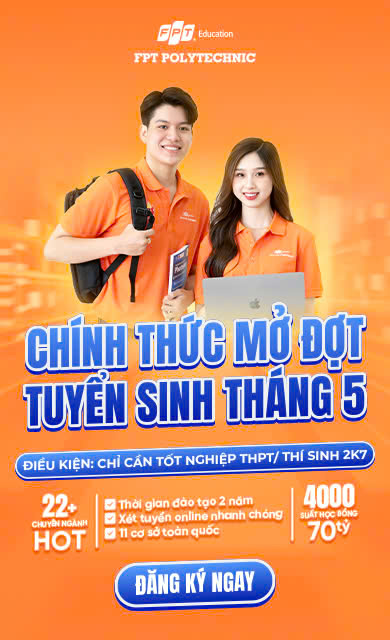 FPT Education
FPT POLYTECHNIC
CHÍNH THỨC MỞ ĐỢT
TUYỂN SINH THÁNG 5
ĐIỀU KIỆN: CHỈ CẦN TỐT NGHIỆP THPT/ THÍ SINH 2K7
22+
CHUYÊN NGÀNH
HOT
Thời gian đào tạo 2 năm
Xét tuyển online nhanh chóng
11 cơ sở toàn quốc
4000
SUẤT HỌC BỔNG
70 tỷ
ĐĂNG KÝ NGAY